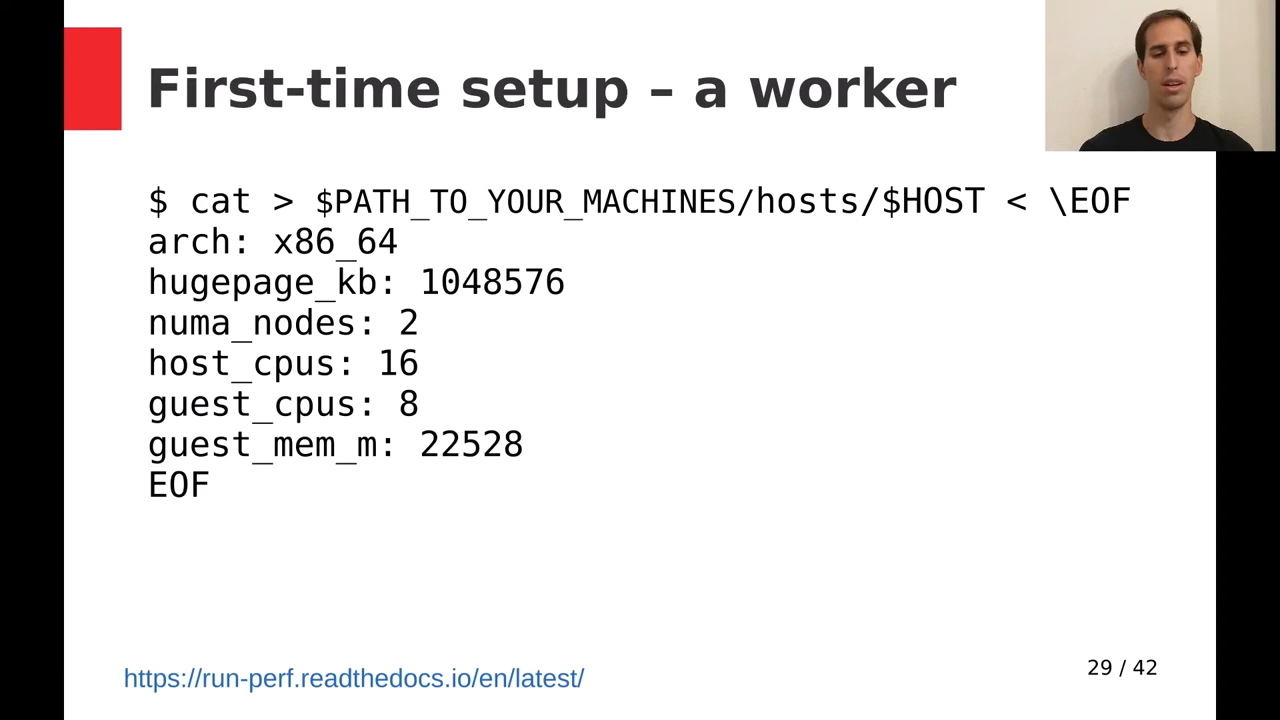 First-time setup – a worker
$ cat > $PATH_TO_YOUR_MACHINES/hosts/$HOST < \EOF
arch: x86_64
hugepage_kb: 1048576
numa_nodes: 2
host_cpus: 16
guest_cpus: 8
guest_mem_m: 22528
EOF
https://run-perf.readthedocs.io/en/latest/
29 / 42